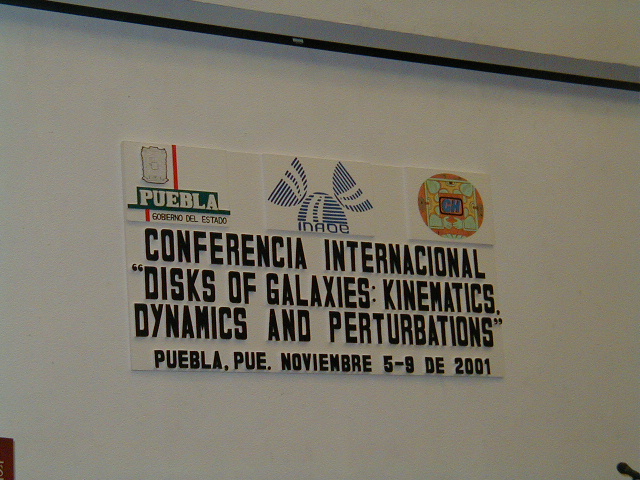 PUEBLA
GOBIERNO DEL ESTADO
INAOE
GH
CONFERENCIA INTERNACIONAL
"DISKS OF GALAXIES: KINEMATICS,
DYNAMICS AND PERTURBATIONS"
PUEBLA, PUE. NOVIEMBRE 5-9 DE 2001